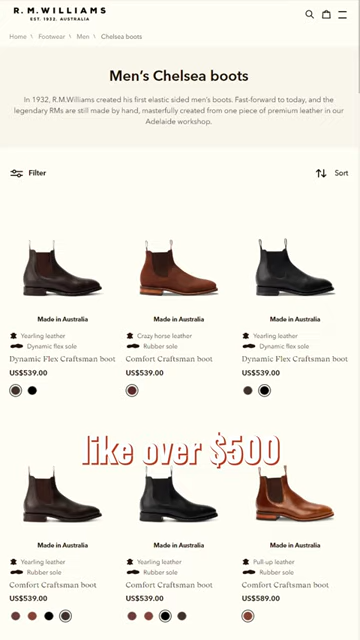 R.M.WILLIAMS
EST. 1932. AUSTRALIA
Home \ Footwear \ Men \ Chelsea boots
Men's Chelsea boots
In 1932, R.M.Williams created his first elastic sided men's boots. Fast-forward to today, and the
legendary RMs are still made by hand, masterfully created from one piece of premium leather in our
Adelaide workshop.
Filter
Sort
Made in Australia
Yearling leather
Dynamic flex sole
Dynamic Flex Craftsman boot
US$539.00
Made in Australia
Crazy horse leather
Rubber sole
Comfort Craftsman boot
US$539.00
Made in Australia
Yearling leather
Dynamic flex sole
Dynamic Flex Craftsman boot
US$539.00
like over $500
Made in Australia
Yearling leather
Rubber sole
Comfort Craftsman boot
US$539.00
Made in Australia
Yearling leather
Rubber sole
Comfort Craftsman boot
US$539.00
Made in Australia
Pull-up leather
Rubber sole
Comfort Craftsman boot
US$589.00